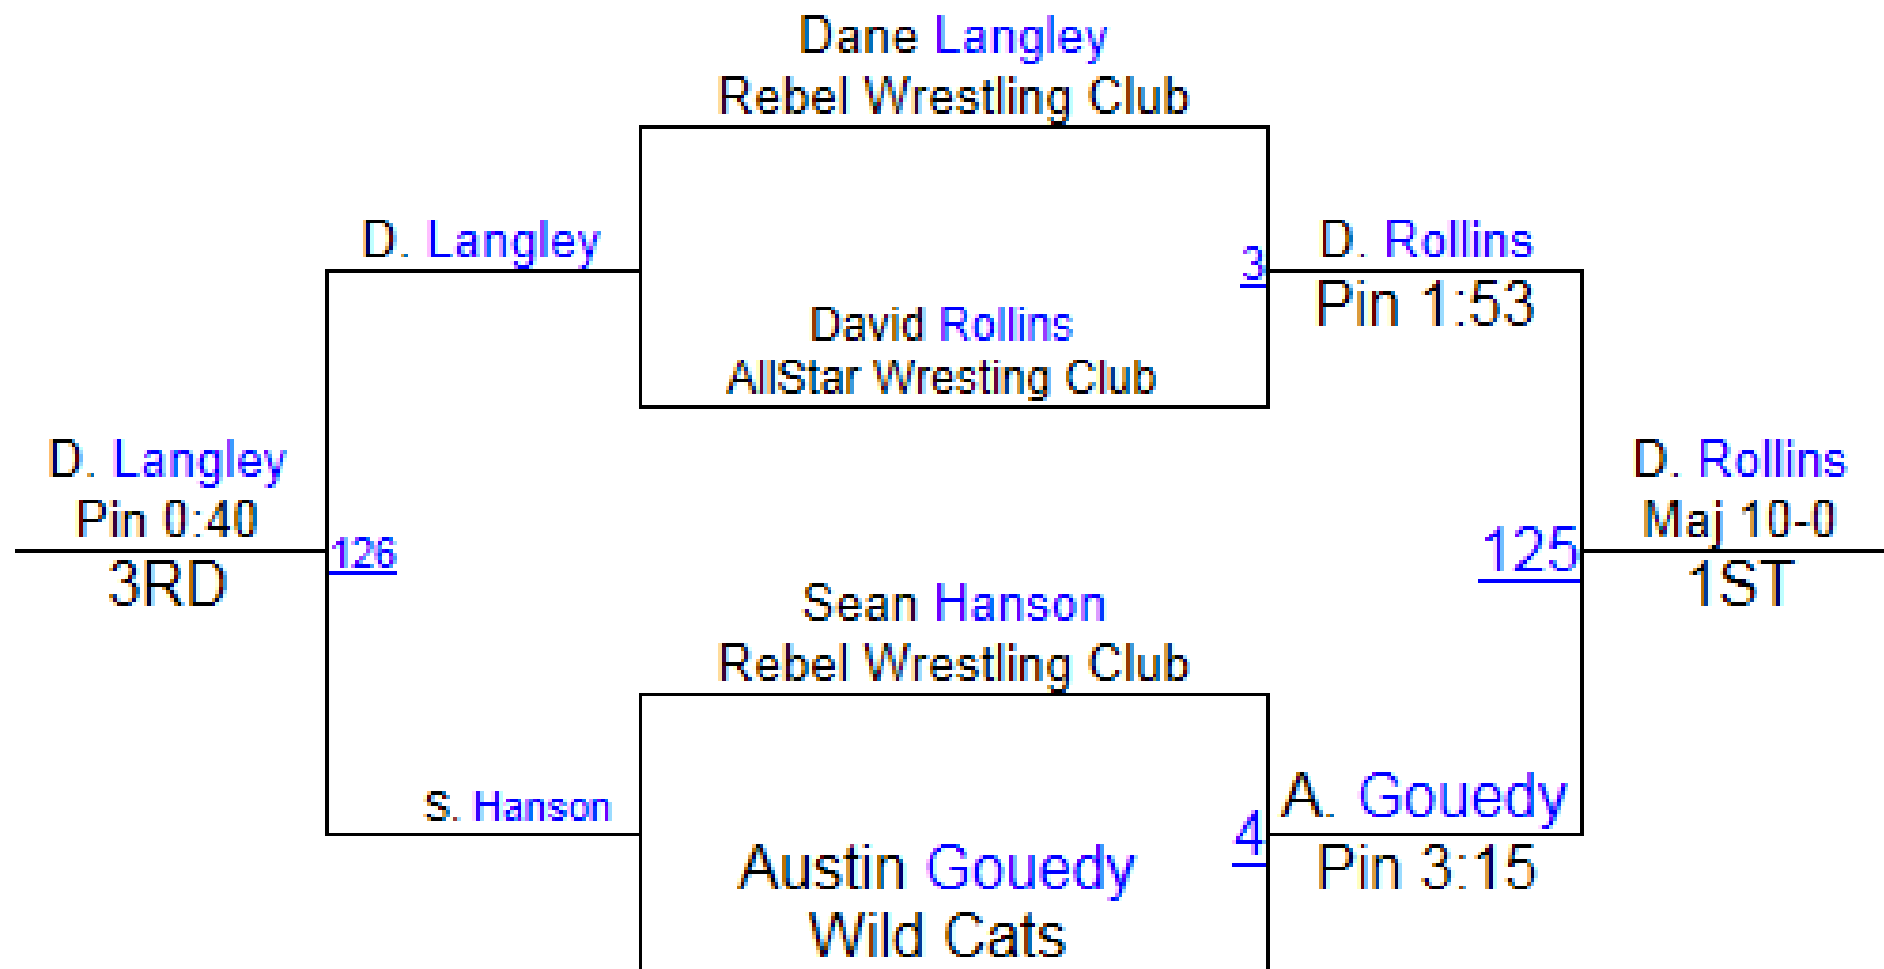 Dane Langley
Rebel Wrestling Club
D. Langley
3
D. Rollins
Pin 1:53
David Rollins
AllStar Wresting Club
D. Langley
Pin 0:40
3RD
126
125
D. Rollins
Maj 10-0
1ST
Sean Hanson
Rebel Wrestling Club
S. Hanson
4
A. Gouedy
Pin 3:15
Austin Gouedy
Wild Cats